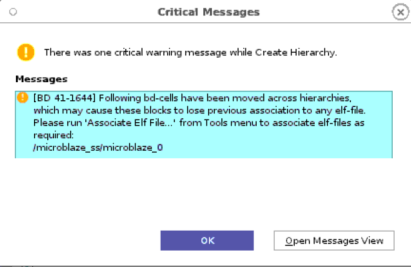 Critical Messages
There was one critical warning message while Create Hierarchy.
Messages
[BD 41-1644] Following bd-cells have been moved across hierarchies,
which may cause these blocks to lose previous association to any elf-file.
Please run 'Associate Elf File...' from Tools menu to associate elf-files as
required:
/microblaze_ss/microblaze_0
OK
Open Messages View